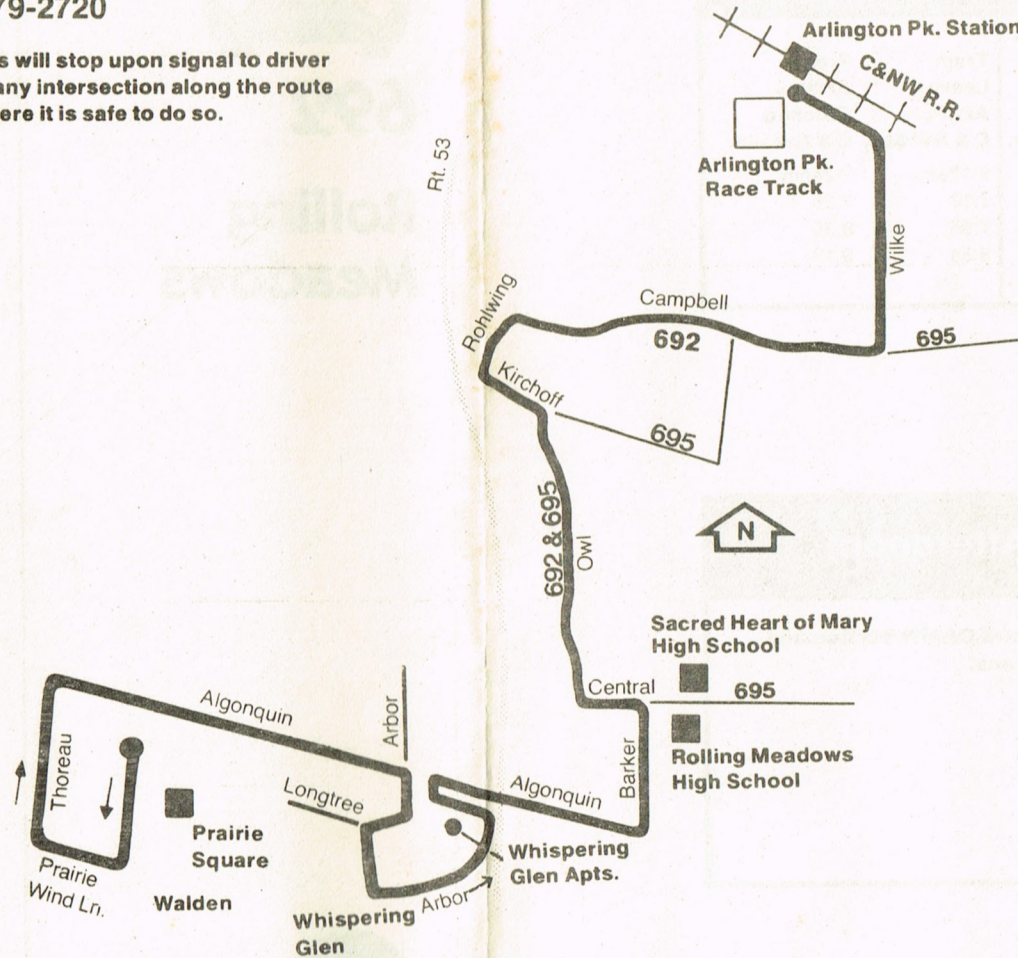 79-2720
s will stop upon signal to driver
any intersection along the route
ere it is safe to do so.
Arlington Pk. Station
C&NW R.R.
Arlington Pk.
Race Track
Rt. 53
Wilke
Rohlwing
Campbell
692
695
Kirchoff
695
692 & 695
Owl
N
Sacred Heart of Mary
High School
Central
695
Rolling Meadows
High School
Barker
Algonquin
Arbor
Algonquin
Longtree
Thoreau
Prairie
Square
Whispering
Glen Apts.
Prairie
Wind Ln.
Walden
Arbor
Whispering
Glen
692
Rolling
Meadows